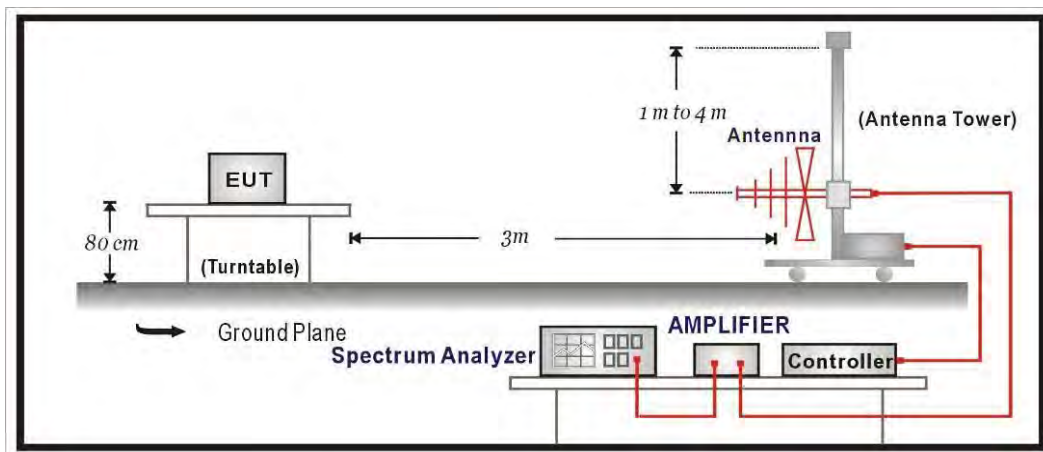 1 m to 4 m
(Antenna Tower)
Antennna
EUT
80 cm
3m
(Turntable)
Ground Plane
AMPLIFIER
Spectrum Analyzer
Controller